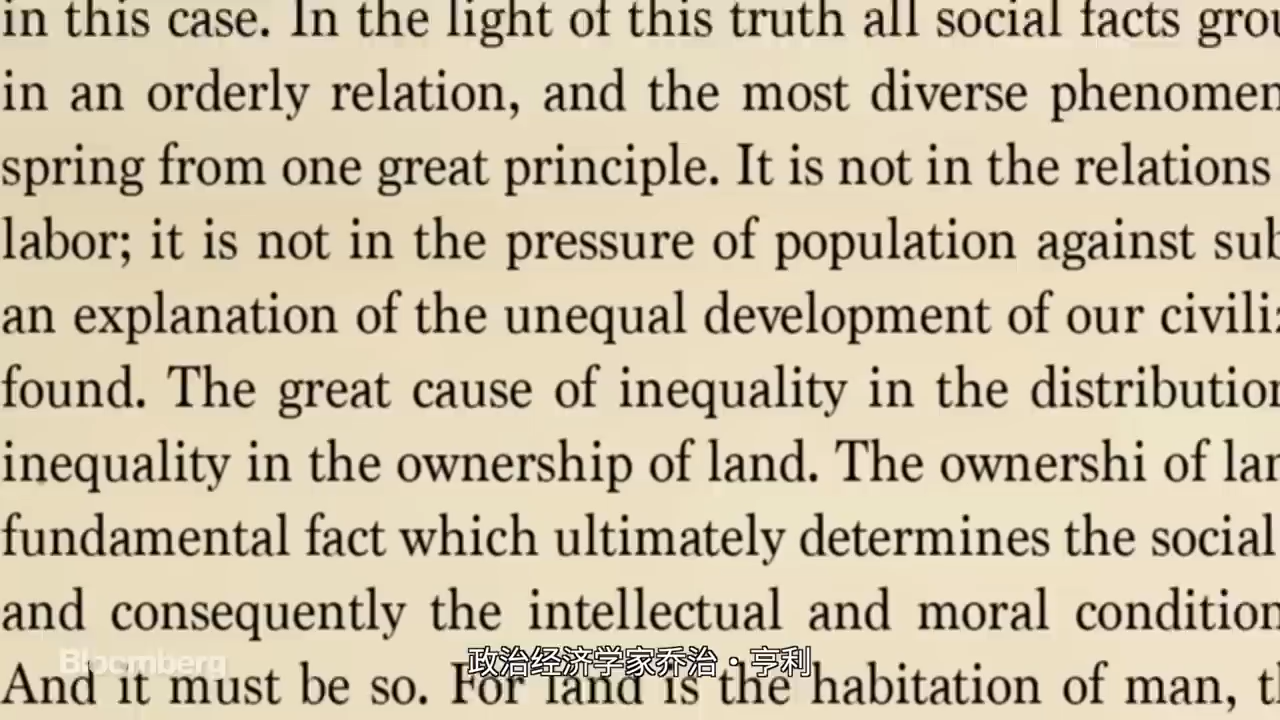 in this case. In the light of this truth all social facts grou
in an orderly relation, and the most diverse phenomen
spring from one great principle. It is not in the relations
labor; it is not in the pressure of population against sub
an explanation of the unequal development of our civiliz
found. The great cause of inequality in the distribution
inequality in the ownership of land. The ownershi of lan
fundamental fact which ultimately determines the social
and consequently the intellectual and moral condition
And it must be so. For land is the habitation of man, th
Bloomberg
政治经济学家乔治·亨利